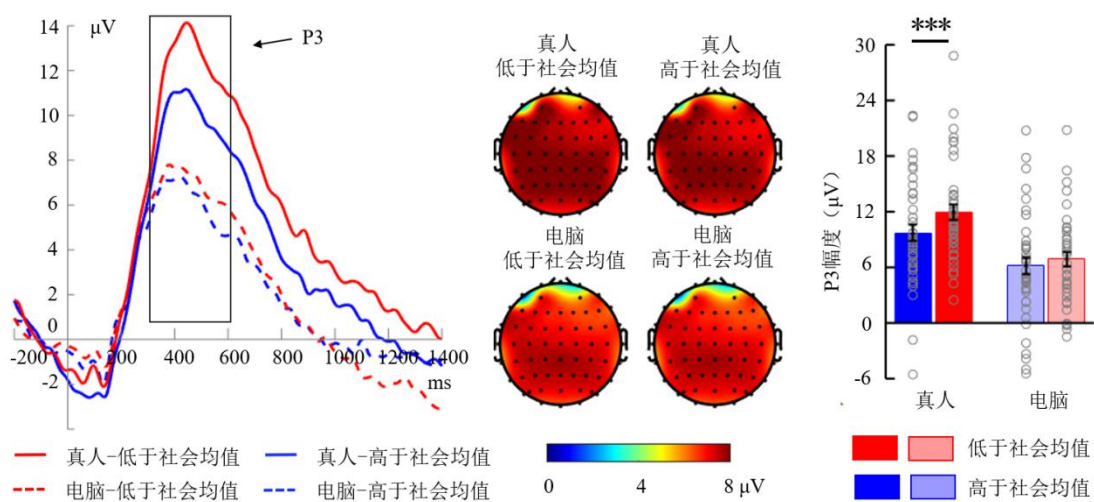 μV
P3
14
12
10
8
6
4
2
0
-2
-200
200
400
600
800
1000
1200
1400
ms
真人-低于社会均值
真人-高于社会均值
电脑-低于社会均值
电脑-高于社会均值
真人
低于社会均值
真人
高于社会均值
电脑
低于社会均值
电脑
高于社会均值
0
4
8 μV
***
P3幅度（μV）
30
24
18
12
6
0
-6
真人
电脑
低于社会均值
高于社会均值